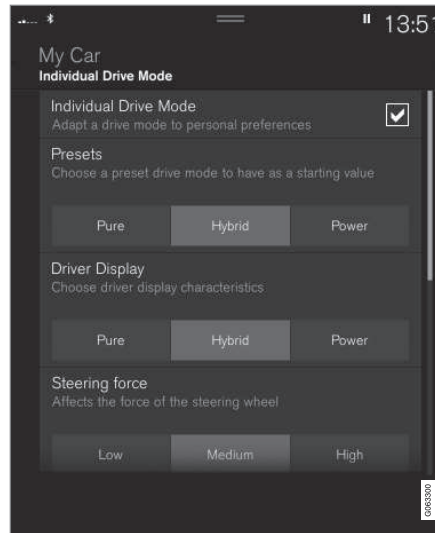 13:51
My Car
Individual Drive Mode
Individual Drive Mode
Adapt a drive mode to personal preferences
Presets
Choose a preset drive mode to have as a starting value
Pure Hybrid Power
Driver Display
Choose driver display characteristics
Pure Hybrid Power
Steering force
Affects the force of the steering wheel
Low Medium High
G063300